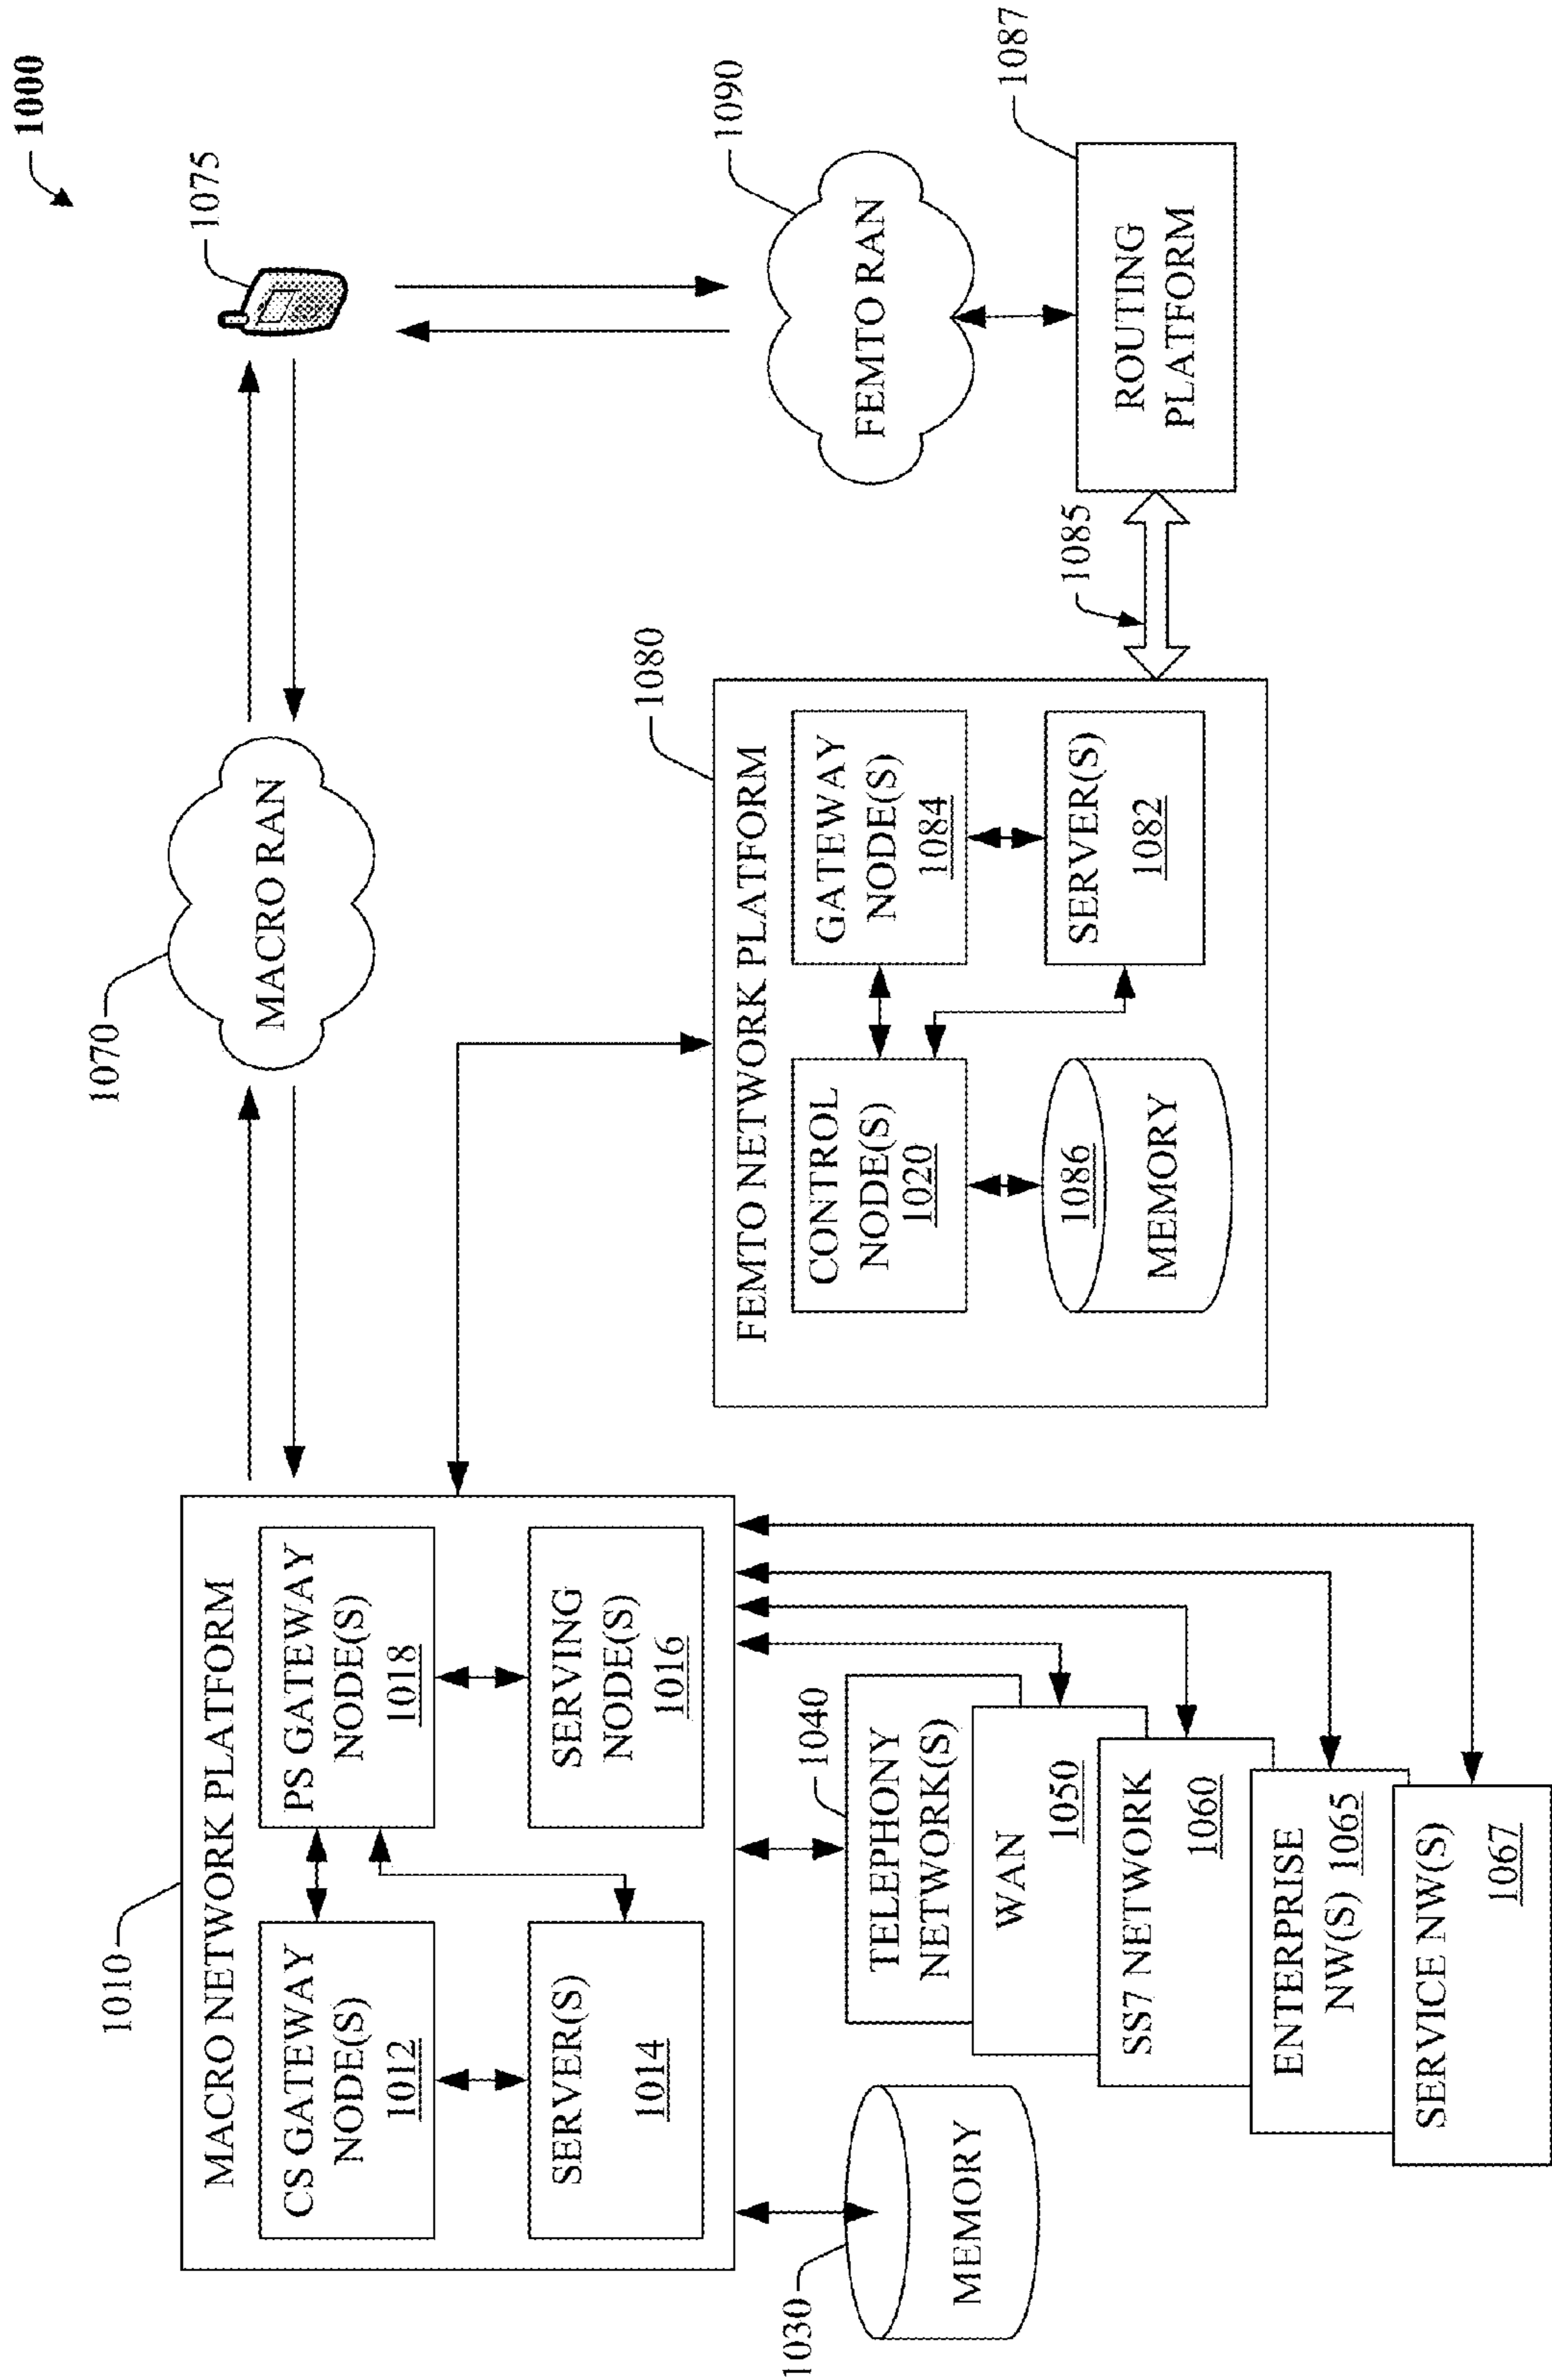 1000
1010
MACRO NETWORK PLATFORM
CS GATEWAY
NODE(S)
1012
PS GATEWAY
NODE(S)
1018
SERVER(S)
1014
SERVING
NODE(S)
1016
1070
MACRO RAN
1075
1030
MEMORY
1040
TELEPHONY
NETWORK(S)
WAN
1050
SS7 NETWORK
1060
ENTERPRISE
NW(S) 1065
SERVICE NW(S)
1067
1080
FEMTO NETWORK PLATFORM
CONTROL
NODE(S)
1020
GATEWAY
NODE(S)
1084
1086
MEMORY
SERVER(S)
1082
1085
1090
FEMTO RAN
1087
ROUTING
PLATFORM